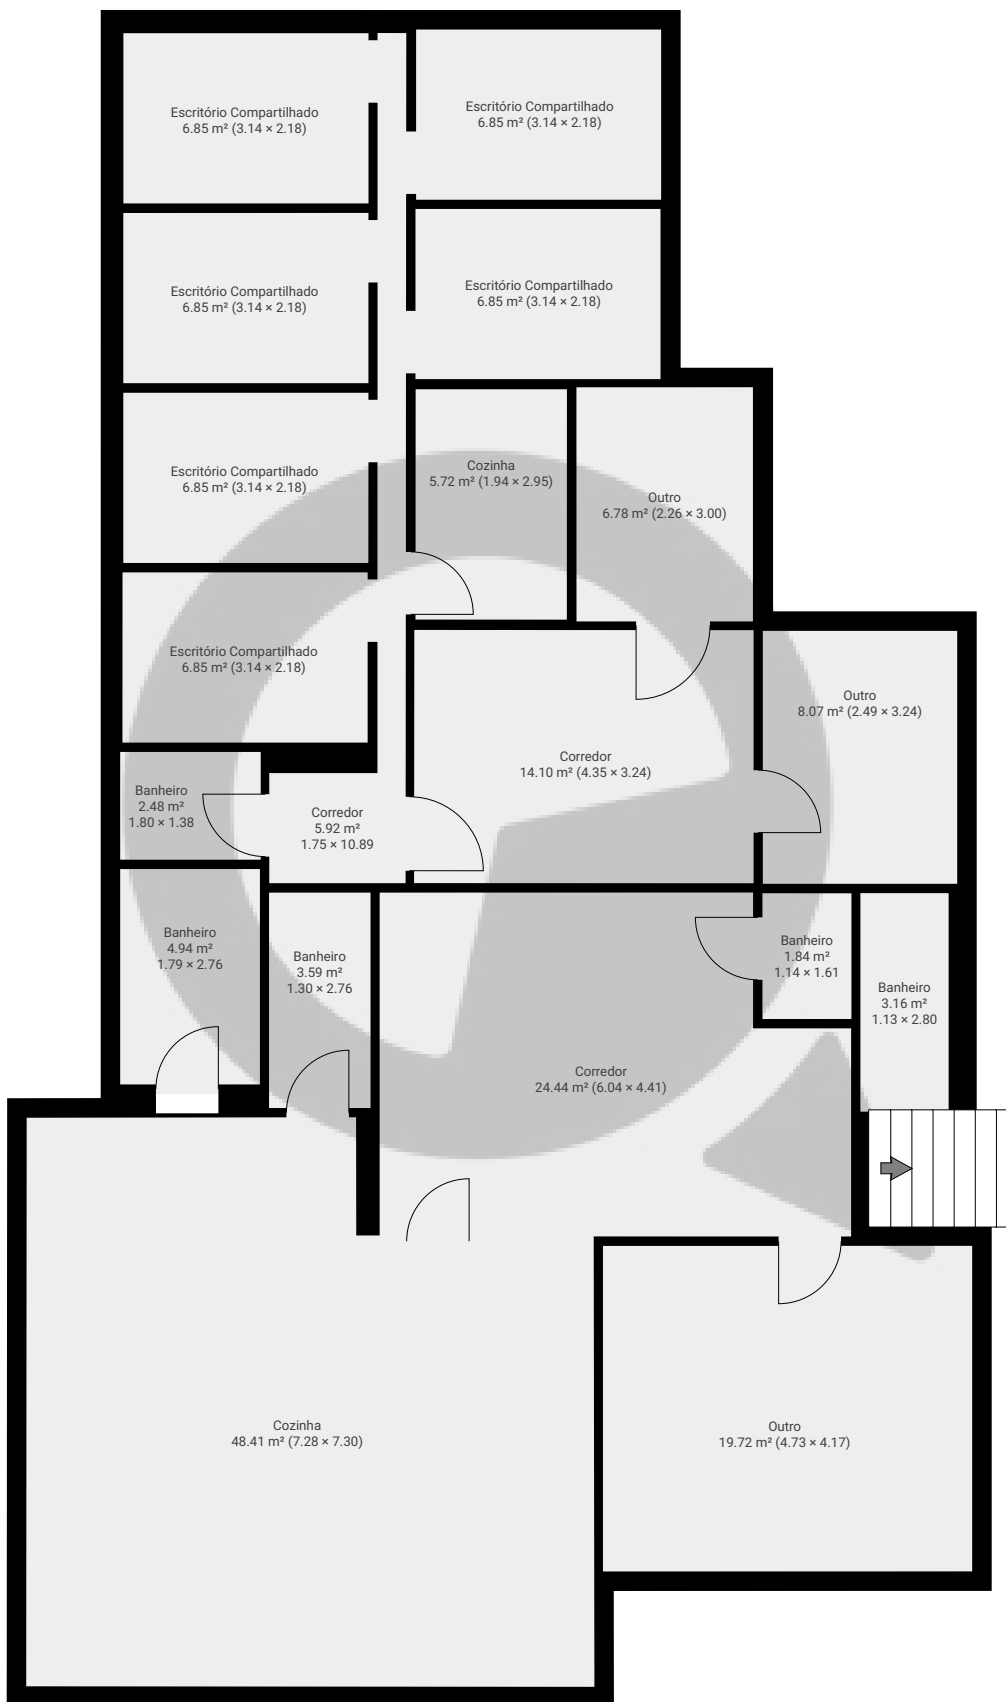 Escritório Compartilhado
6.85 m² (3.14 × 2.18)
Escritório Compartilhado
6.85 m² (3.14 × 2.18)
Escritório Compartilhado
6.85 m² (3.14 × 2.18)
Escritório Compartilhado
6.85 m² (3.14 × 2.18)
Escritório Compartilhado
6.85 m² (3.14 × 2.18)
Cozinha
5.72 m² (1.94 × 2.95)
Outro
6.78 m² (2.26 × 3.00)
Escritório Compartilhado
6.85 m² (3.14 × 2.18)
Outro
8.07 m² (2.49 × 3.24)
Corredor
14.10 m² (4.35 × 3.24)
Banheiro
2.48 m²
1.80 × 1.38
Corredor
5.92 m²
1.75 × 10.89
Banheiro
4.94 m²
1.79 × 2.76
Banheiro
3.59 m²
1.30 × 2.76
Banheiro
1.84 m²
1.14 × 1.61
Banheiro
3.16 m²
1.13 × 2.80
Corredor
24.44 m² (6.04 × 4.41)
Cozinha
48.41 m² (7.28 × 7.30)
Outro
19.72 m² (4.73 × 4.17)